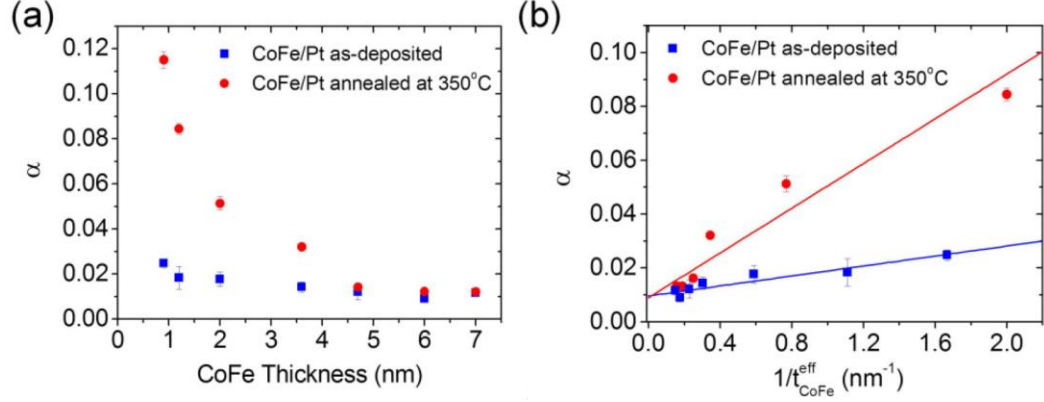 (a)
CoFe/Pt as-deposited
CoFe/Pt annealed at 350°C
α
0.12
0.10
0.08
0.06
0.04
0.02
0.00
0 1 2 3 4 5 6 7
CoFe Thickness (nm)
(b)
CoFe/Pt as-deposited
CoFe/Pt annealed at 350°C
α
0.10
0.08
0.06
0.04
0.02
0.00
0.0 0.4 0.8 1.2 1.6 2.0
1/t^eff_CoFe (nm⁻¹)